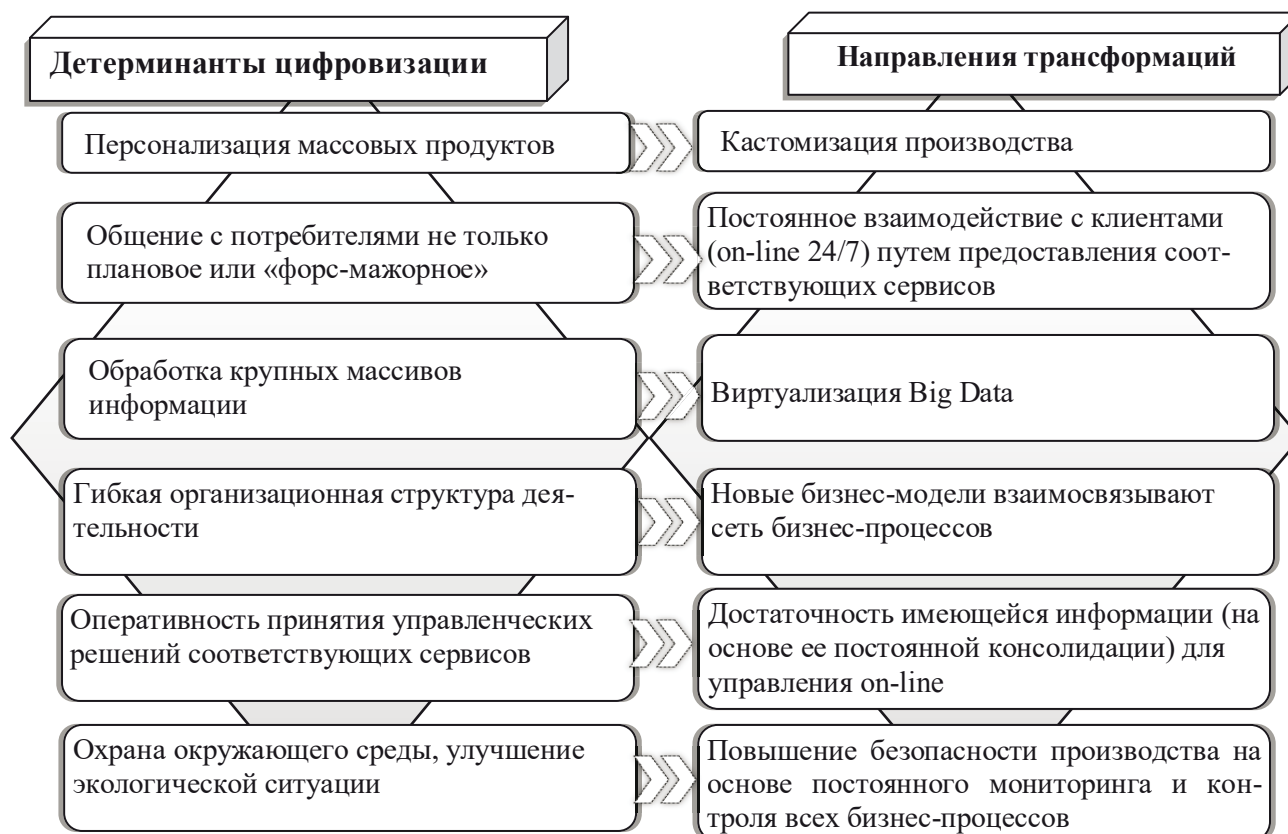 Детерминанты цифровизации
Направления трансформаций
Персонализация массовых продуктов
Кастомизация производства
Общение с потребителями не только
плановое или «форс-мажорное»
Постоянное взаимодействие с клиентами
(on-line 24/7) путем предоставления соот-
ветствующих сервисов
Обработка крупных массивов
информации
Виртуализация Big Data
Гибкая организационная структура дея-
тельности
Новые бизнес-модели взаимосвязывают
сеть бизнес-процессов
Оперативность принятия управленческих
решений соответствующих сервисов
Достаточность имеющейся информации (на
основе ее постоянной консолидации) для
управления on-line
Охрана окружающего среды, улучшение
экологической ситуации
Повышение безопасности производства на
основе постоянного мониторинга и кон-
троля всех бизнес-процессов